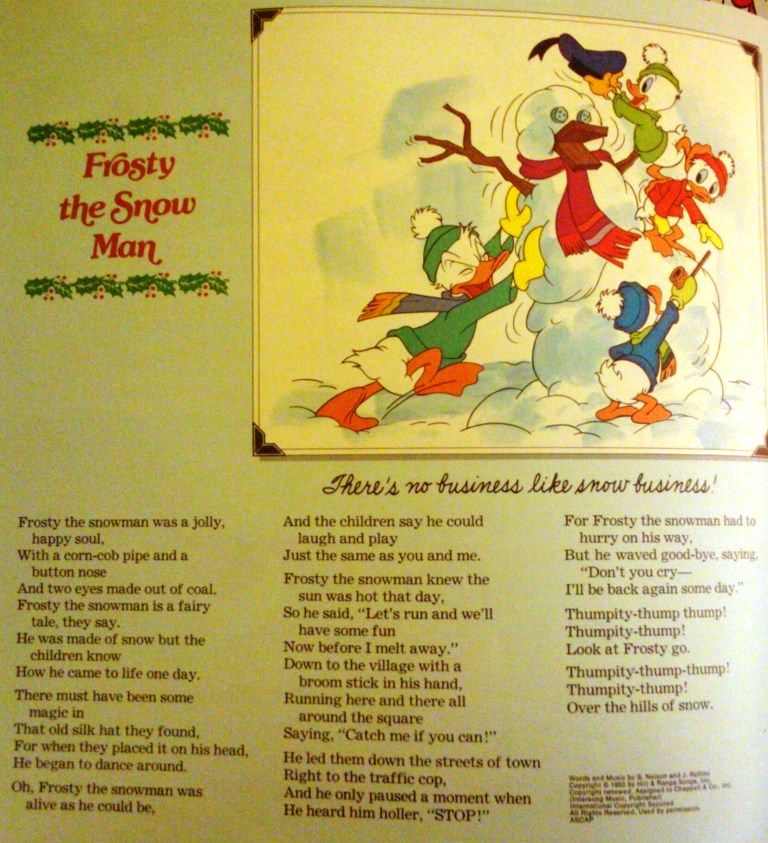 Frosty
the Snow
Man
There's no business like snow business!
Frosty the snowman was a jolly,
happy soul,
With a corn-cob pipe and a
button nose
And two eyes made out of coal.
Frosty the snowman is a fairy
tale, they say.
He was made of snow but the
children know
How he came to life one day.
There must have been some
magic in
That old silk hat they found,
For when they placed it on his head,
He began to dance around.
Oh, Frosty the snowman was
alive as he could be,
And the children say he could
laugh and play
Just the same as you and me.
Frosty the snowman knew the
sun was hot that day,
So he said, “Let's run and we'll
have some fun
Now before I melt away.”
Down to the village with a
broom stick in his hand,
Running here and there all
around the square
Saying, “Catch me if you can!”
He led them down the streets of town
Right to the traffic cop,
And he only paused a moment when
He heard him holler, “STOP!”
For Frosty the snowman had to
hurry on his way,
But he waved good-bye, saying,
“Don't you cry—
I'll be back again some day.”
Thumpity-thump thump!
Thumpity-thump!
Look at Frosty go.
Thumpity-thump-thump!
Thumpity-thump!
Over the hills of snow.
Words and Music by S. Nelson and J. Rollins
Copyright © 1950 by Hill & Range Songs, Inc.
Copyright renewed. Assigned to Chappell & Co., Inc.
(Intersong Music, Publisher)
International Copyright Secured
All Rights Reserved. Used by permission.
ASCAP